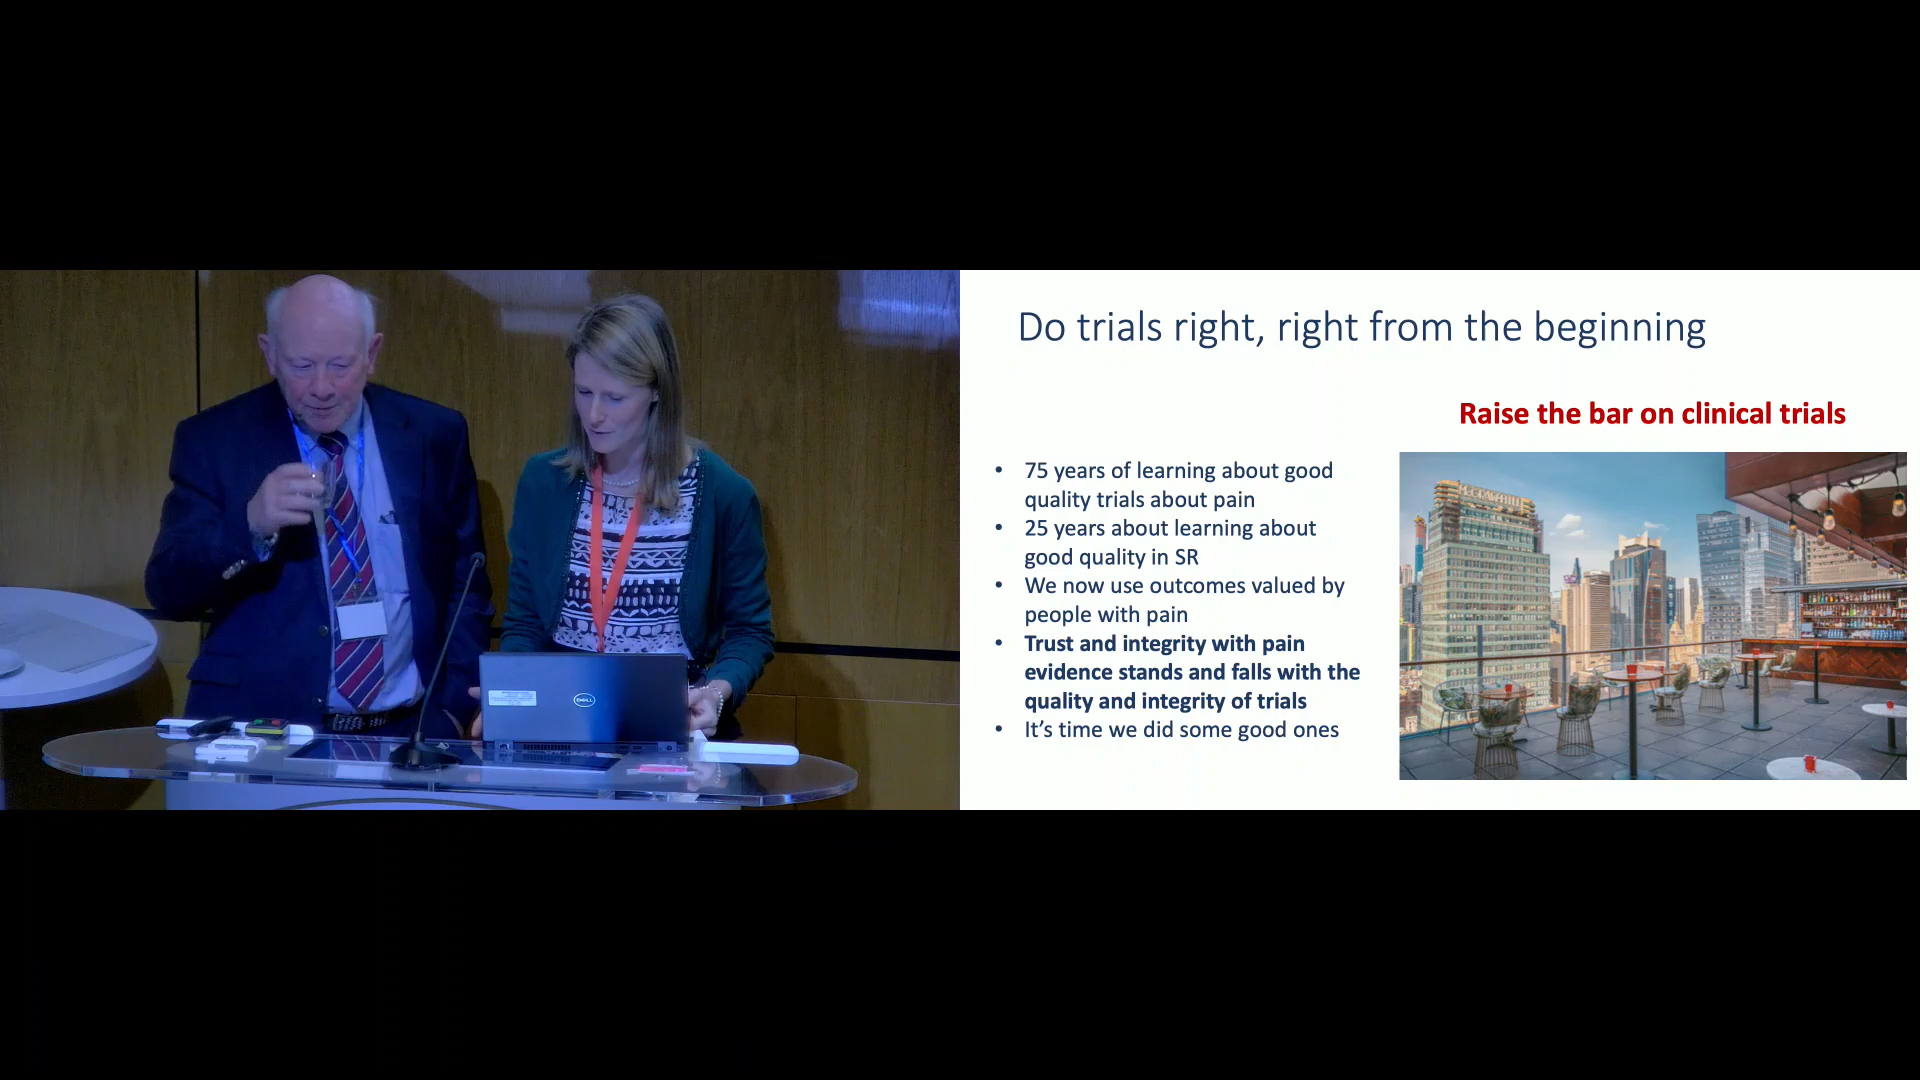 Do trials right, right from the beginning
Raise the bar on clinical trials
• 75 years of learning about good
quality trials about pain
• 25 years about learning about
good quality in SR
• We now use outcomes valued by
people with pain
• Trust and integrity with pain
evidence stands and falls with the
quality and integrity of trials
• It's time we did some good ones
DELL